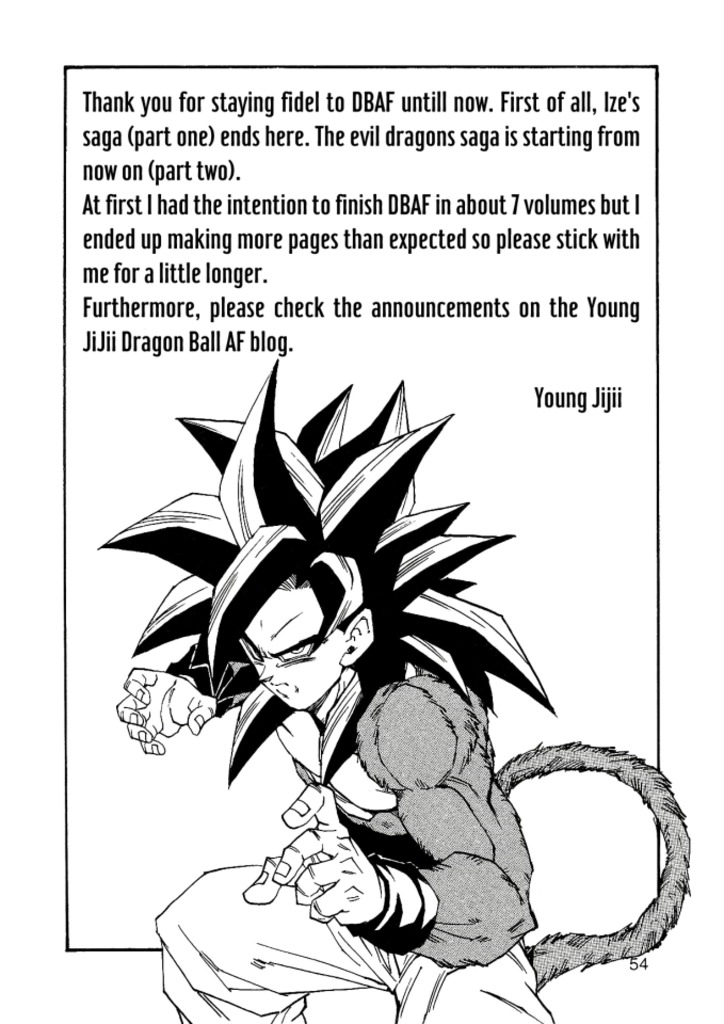 Thank you for staying fidel to DBAF untill now. First of all, Ize's
saga (part one) ends here. The evil dragons saga is starting from
now on (part two).
At first I had the intention to finish DBAF in about 7 volumes but I
ended up making more pages than expected so please stick with
me for a little longer.
Furthermore, please check the announcements on the Young
JiJii Dragon Ball AF blog.
Young Jijii
54